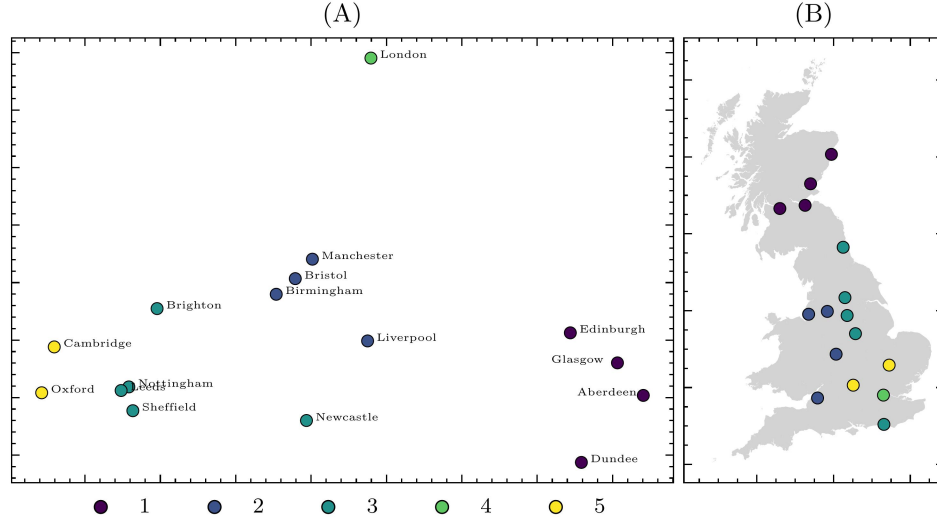 (A) (B)
London
Manchester
Bristol
Birmingham
Brighton
Edinburgh
Liverpool
Cambridge
Glasgow
Nottingham
Leeds
Oxford
Aberdeen
Sheffield
Newcastle
Dundee
1 2 3 4 5